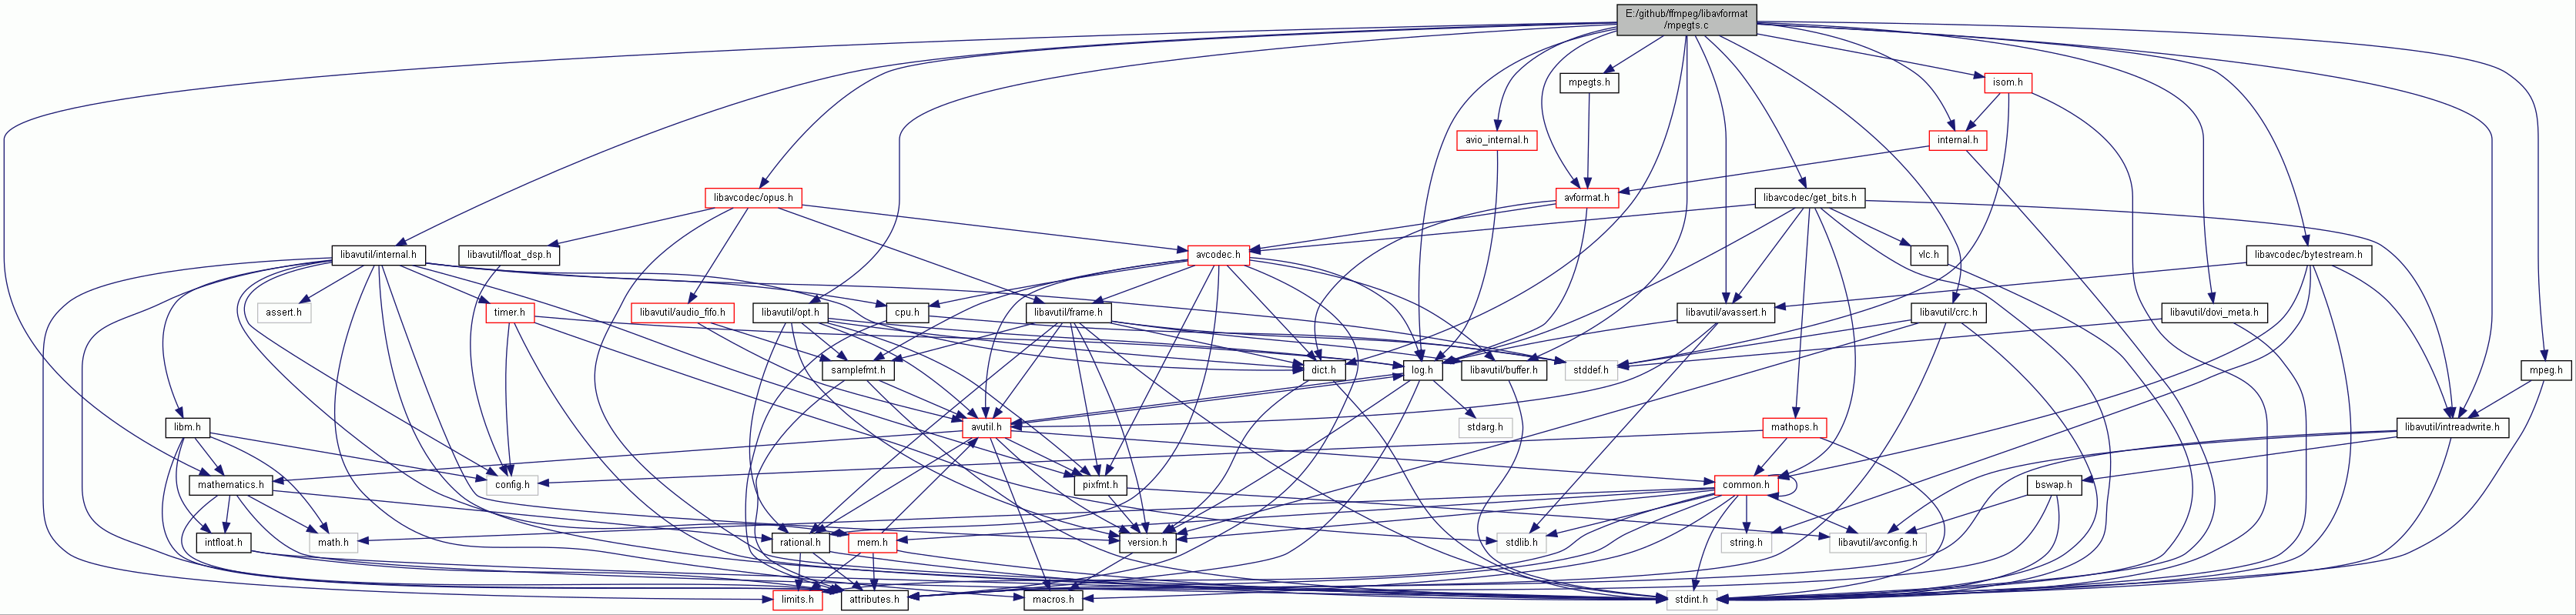 E:/github/ffmpeg/libavformat
/mpegts.c
mpegts.h
isom.h
avio_internal.h
internal.h
libavcodec/opus.h
avformat.h
libavcodec/get_bits.h
libavutil/internal.h
libavutil/float_dsp.h
avcodec.h
vlc.h
libavcodec/bytestream.h
assert.h
timer.h
libavutil/audio_fifo.h
libavutil/opt.h
cpu.h
libavutil/frame.h
libavutil/avassert.h
libavutil/crc.h
libavutil/dovi_meta.h
samplefmt.h
dict.h
log.h
libavutil/buffer.h
stddef.h
mpeg.h
libm.h
avutil.h
stdarg.h
mathops.h
libavutil/intreadwrite.h
mathematics.h
config.h
pixfmt.h
common.h
bswap.h
intfloat.h
math.h
rational.h
mem.h
version.h
stdlib.h
string.h
libavutil/avconfig.h
limits.h
attributes.h
macros.h
stdint.h